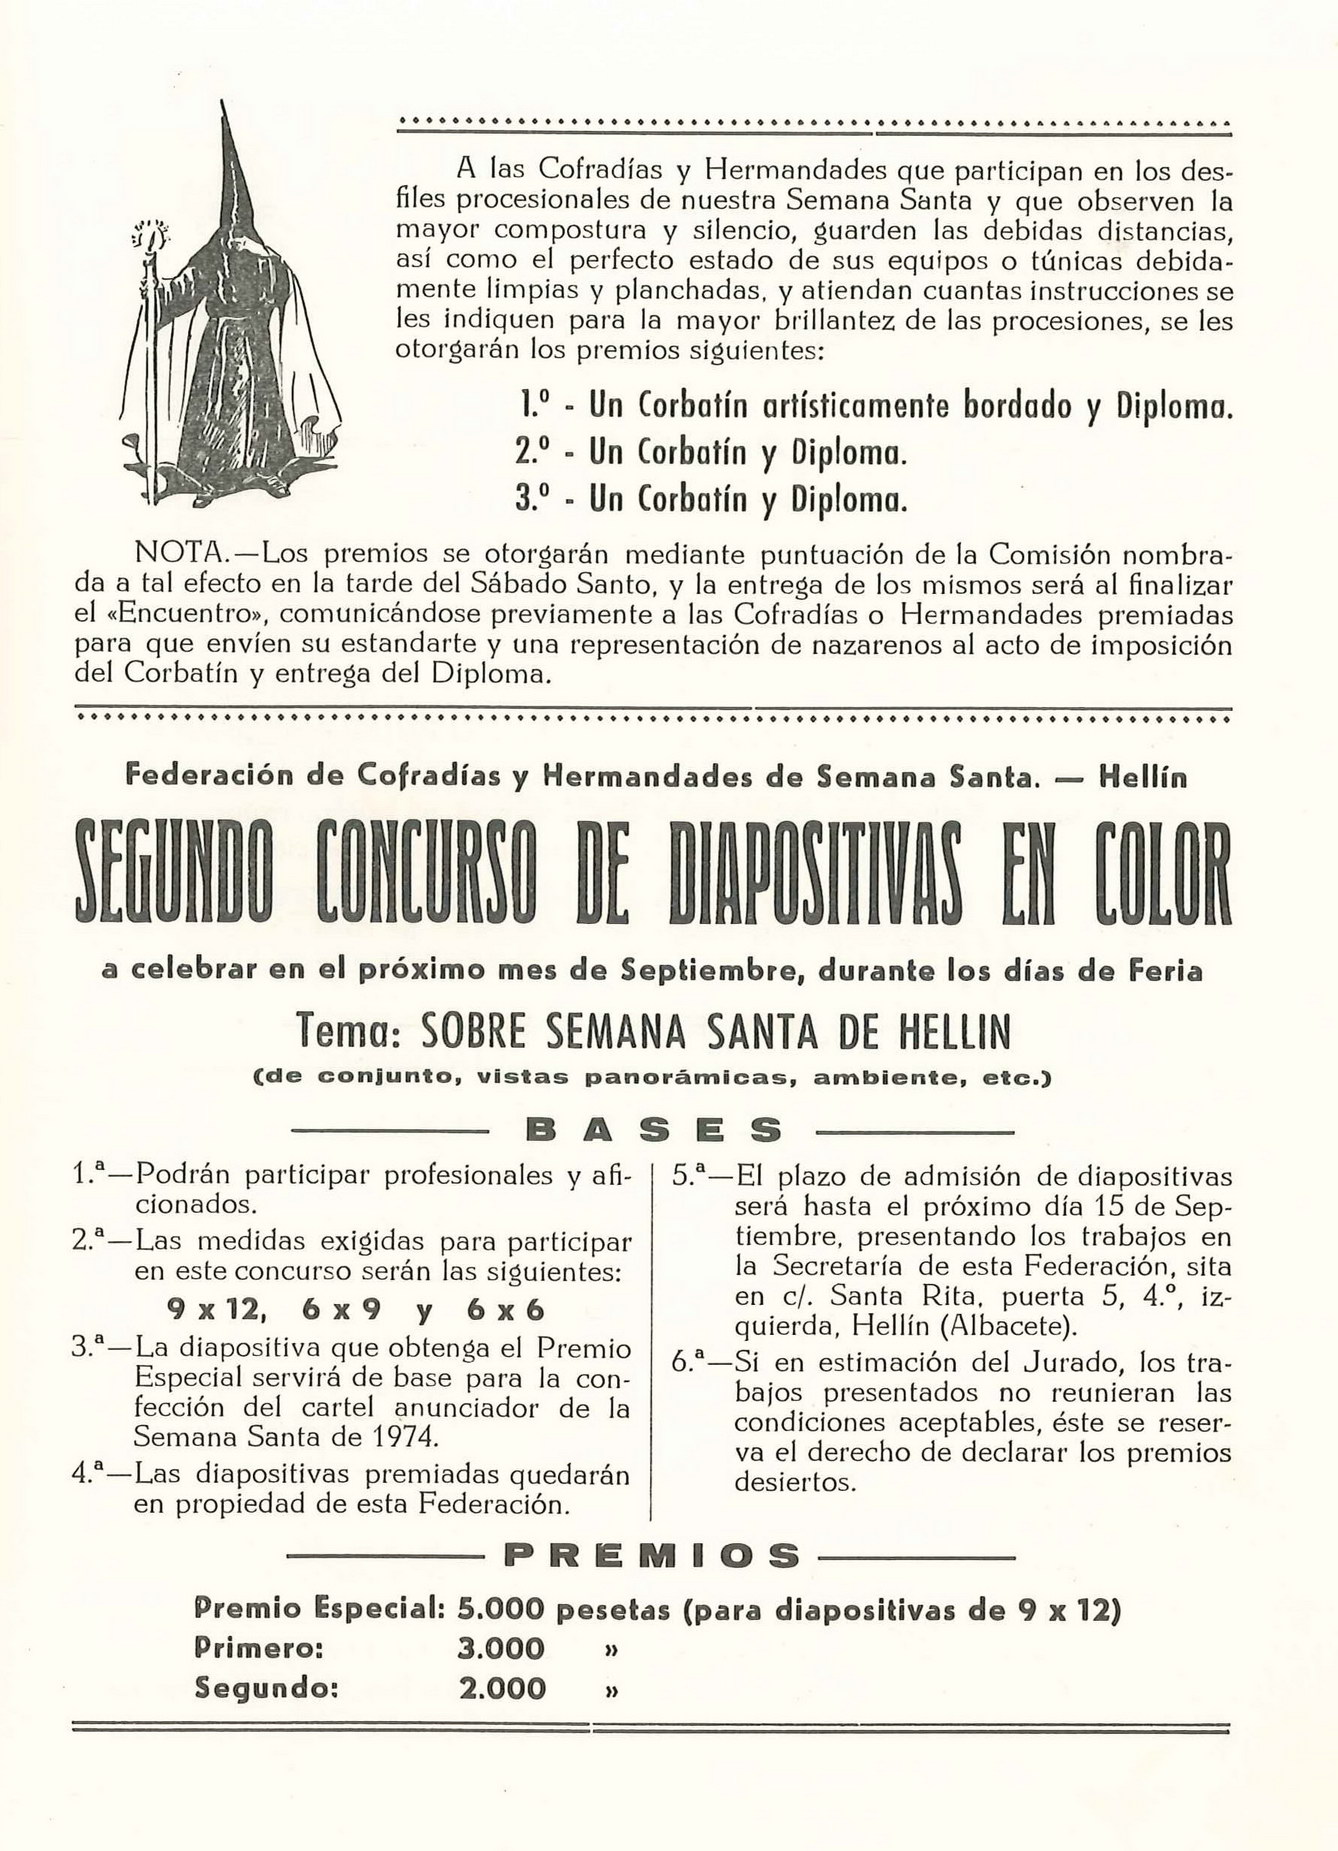 A las Cofradías y Hermandades que participan en los des-
files procesionales de nuestra Semana Santa y que observen la
mayor compostura y silencio, guarden las debidas distancias,
así como el perfecto estado de sus equipos o túnicas debida-
mente limpias y planchadas, y atiendan cuantas instrucciones se
les indiquen para la mayor brillantez de las procesiones, se les
otorgarán los premios siguientes:
1.º - Un Corbatín artísticamente bordado y Diploma.
2.º - Un Corbatín y Diploma.
3.º - Un Corbatín y Diploma.
NOTA.—Los premios se otorgarán mediante puntuación de la Comisión nombra-
da a tal efecto en la tarde del Sábado Santo, y la entrega de los mismos será al finalizar
el «Encuentro», comunicándose previamente a las Cofradías o Hermandades premiadas
para que envíen su estandarte y una representación de nazarenos al acto de imposición
del Corbatín y entrega del Diploma.
Federación de Cofradías y Hermandades de Semana Santa. — Hellín
SEGUNDO CONCURSO DE DIAPOSITIVAS EN COLOR
a celebrar en el próximo mes de Septiembre, durante los días de Feria
Tema: SOBRE SEMANA SANTA DE HELLIN
(de conjunto, vistas panorámicas, ambiente, etc.)
BASES
1.ª—Podrán participar profesionales y afi-
cionados.
2.ª—Las medidas exigidas para participar
en este concurso serán las siguientes:
9 x 12, 6 x 9 y 6 x 6
3.ª—La diapositiva que obtenga el Premio
Especial servirá de base para la con-
fección del cartel anunciador de la
Semana Santa de 1974.
4.ª—Las diapositivas premiadas quedarán
en propiedad de esta Federación.
5.ª—El plazo de admisión de diapositivas
será hasta el próximo día 15 de Sep-
tiembre, presentando los trabajos en
la Secretaría de esta Federación, sita
en c/. Santa Rita, puerta 5, 4.º, iz-
quierda, Hellín (Albacete).
6.ª—Si en estimación del Jurado, los tra-
bajos presentados no reunieran las
condiciones aceptables, éste se reser-
va el derecho de declarar los premios
desiertos.
PREMIOS
Premio Especial: 5.000 pesetas (para diapositivas de 9 x 12)
Primero: 3.000 »
Segundo: 2.000 »